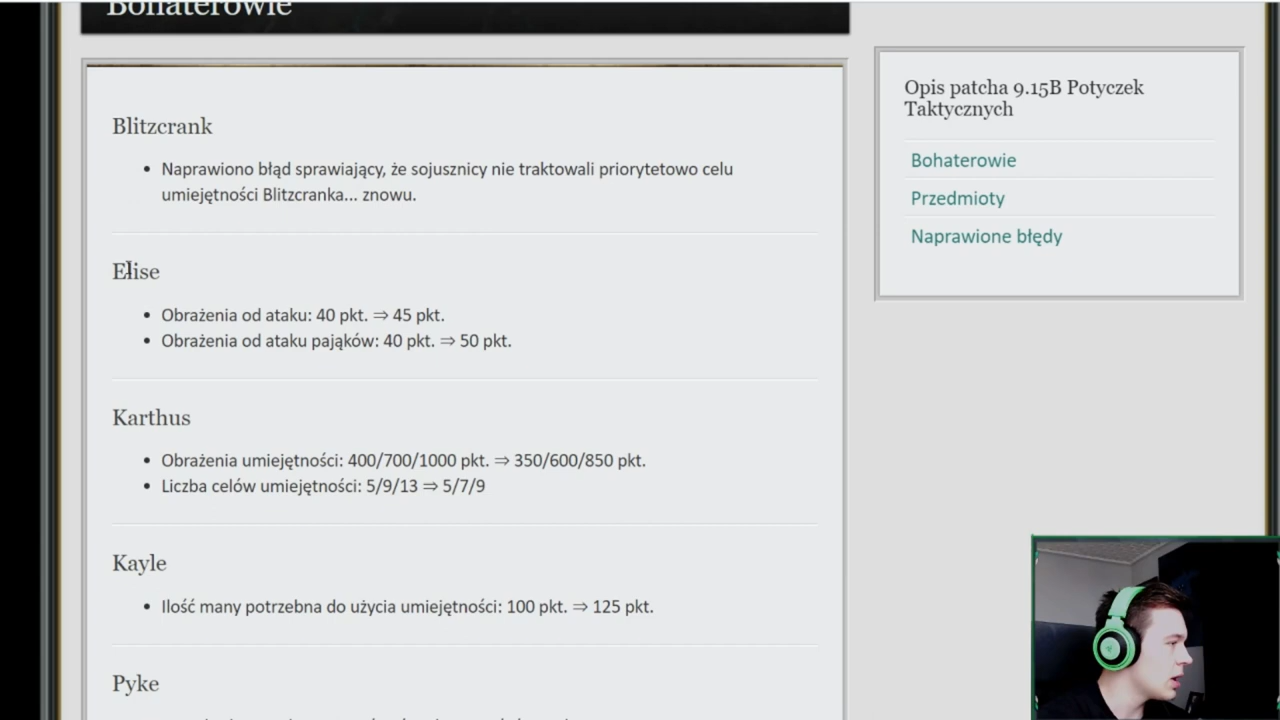 Bohaterowie
Blitzcrank
• Naprawiono błąd sprawiający, że sojusznicy nie traktowali priorytetowo celu
umiejętności Blitzcranka... znowu.
Elise
• Obrażenia od ataku: 40 pkt. ⇒ 45 pkt.
• Obrażenia od ataku pająków: 40 pkt. ⇒ 50 pkt.
Karthus
• Obrażenia umiejętności: 400/700/1000 pkt. ⇒ 350/600/850 pkt.
• Liczba celów umiejętności: 5/9/13 ⇒ 5/7/9
Kayle
• Ilość many potrzebna do użycia umiejętności: 100 pkt. ⇒ 125 pkt.
Pyke
Opis patcha 9.15B Potyczek
Taktycznych
Bohaterowie
Przedmioty
Naprawione błędy